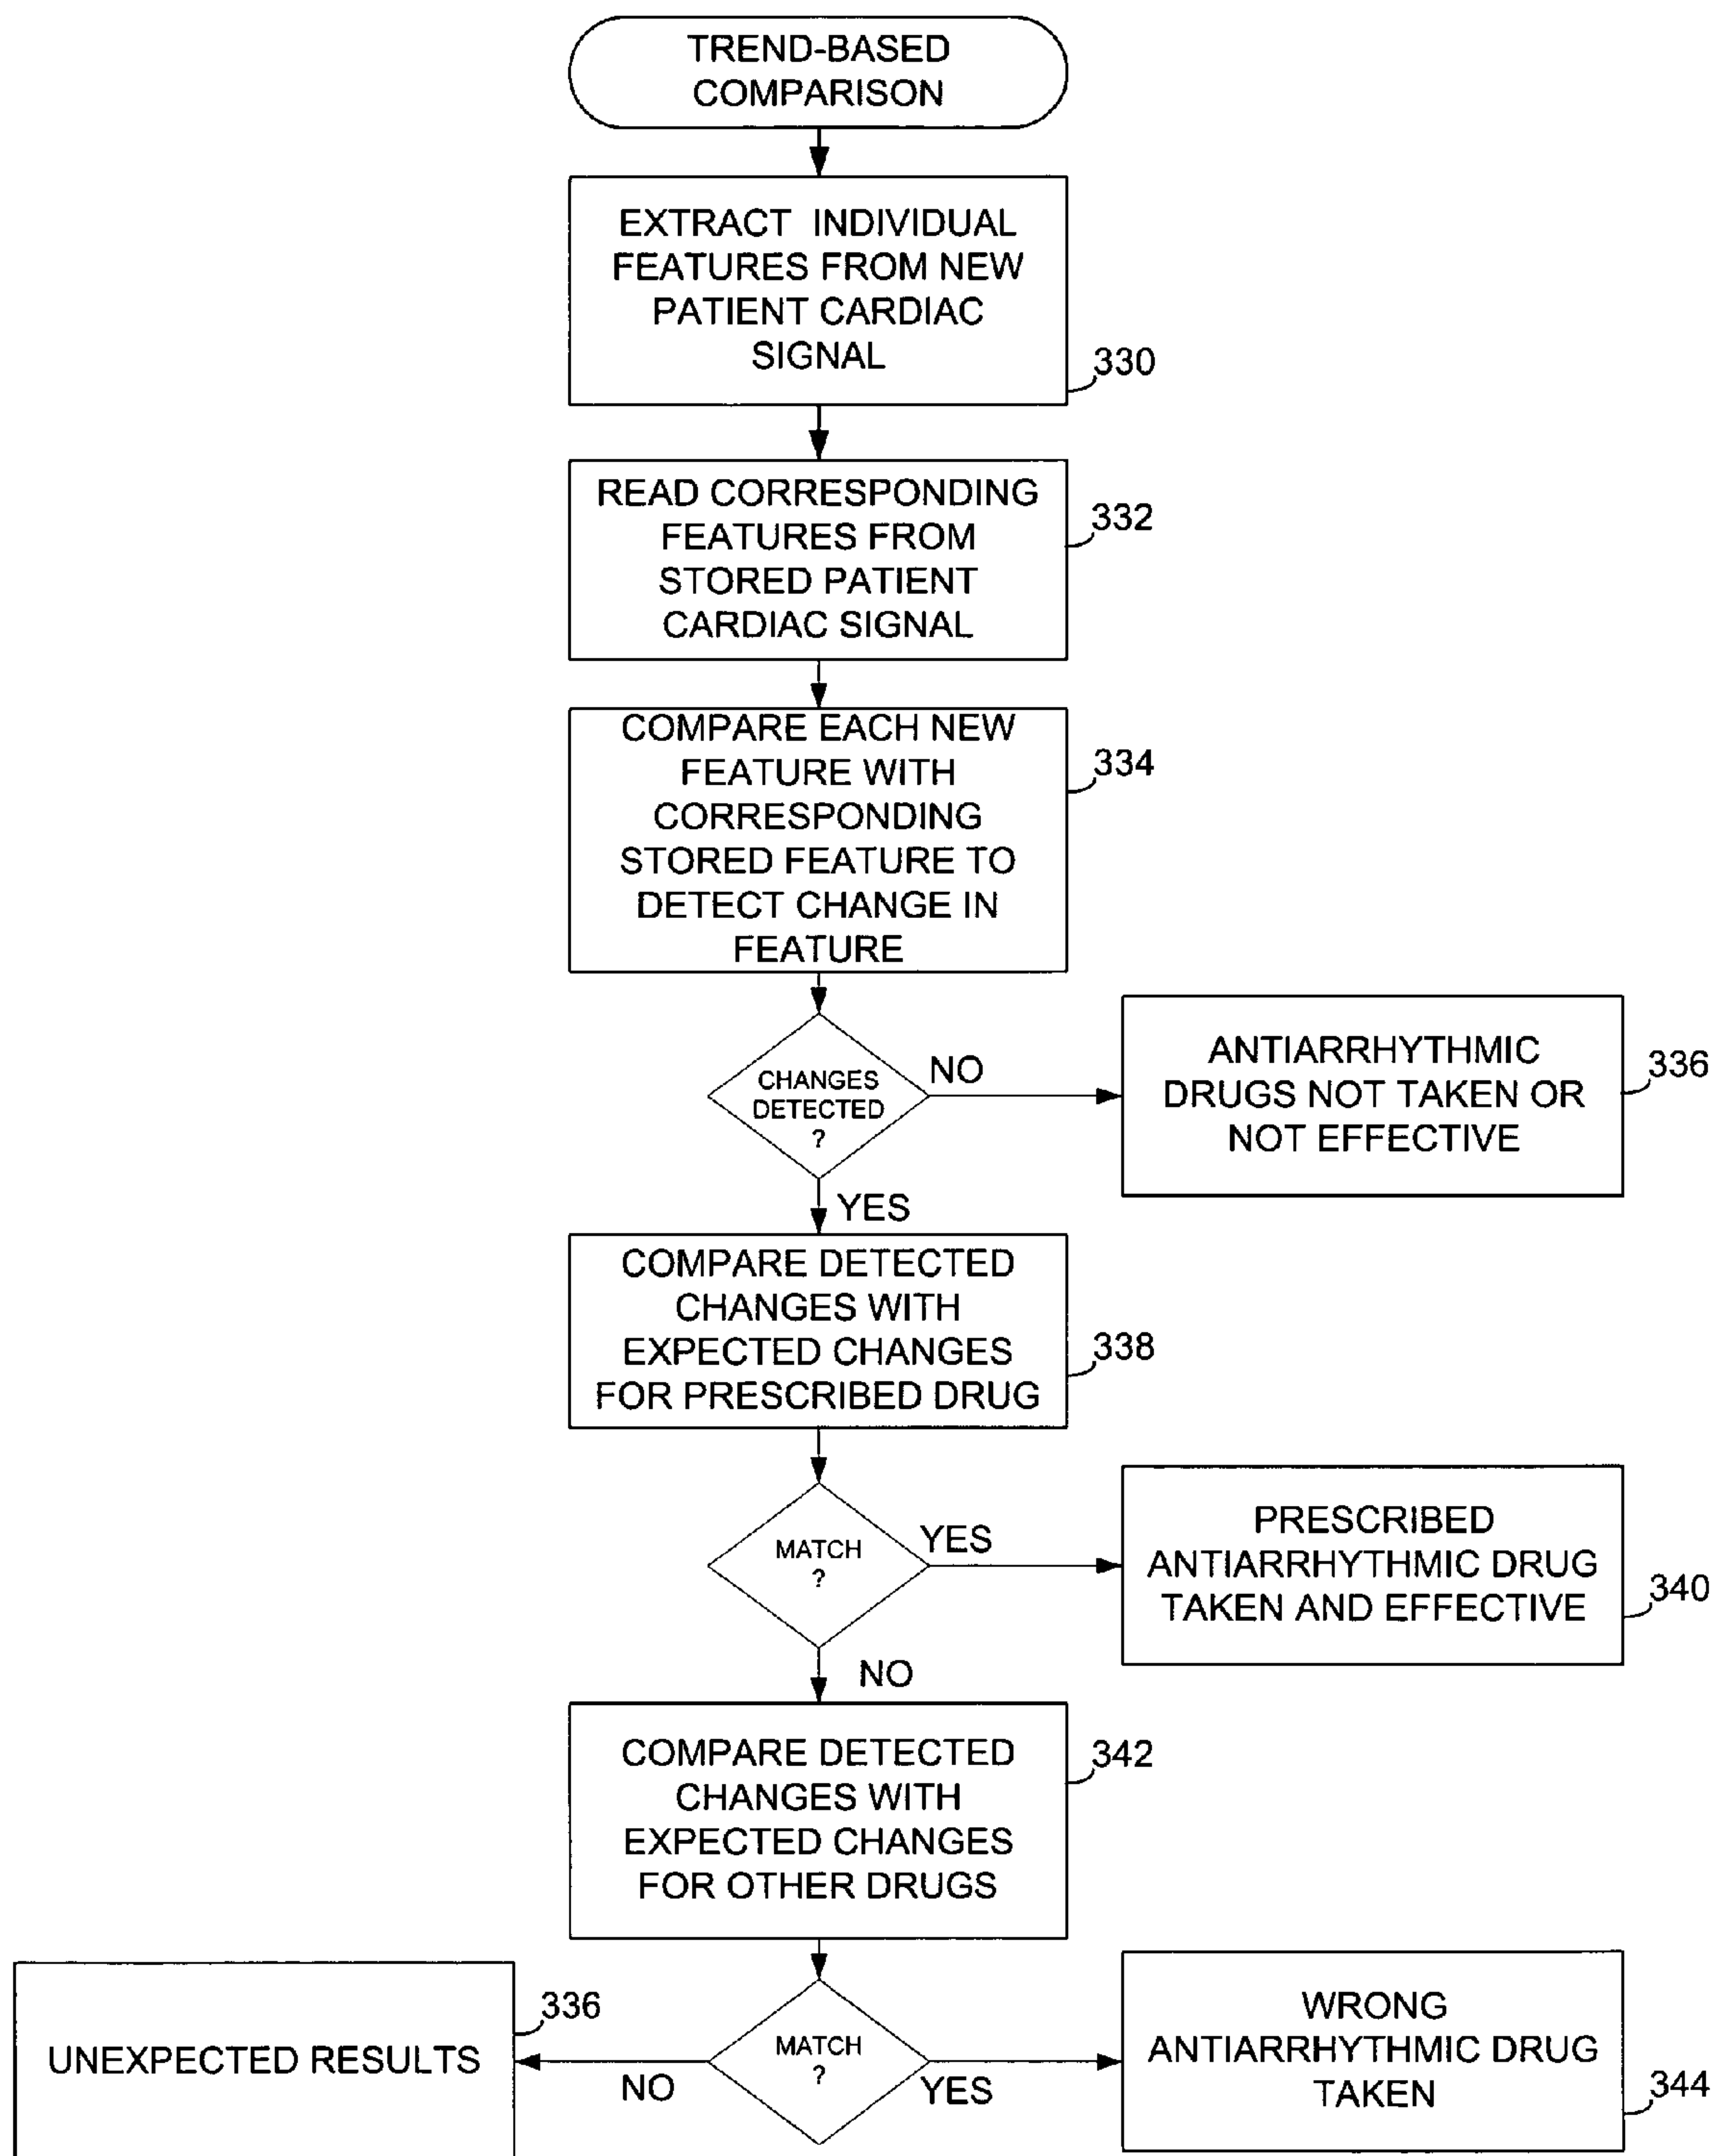 TREND-BASED
COMPARISON
EXTRACT INDIVIDUAL
FEATURES FROM NEW
PATIENT CARDIAC
SIGNAL
330
READ CORRESPONDING
FEATURES FROM
STORED PATIENT
CARDIAC SIGNAL
332
COMPARE EACH NEW
FEATURE WITH
CORRESPONDING
STORED FEATURE TO
DETECT CHANGE IN
FEATURE
334
CHANGES
DETECTED
?
NO
ANTIARRHYTHMIC
DRUGS NOT TAKEN OR
NOT EFFECTIVE
336
YES
COMPARE DETECTED
CHANGES WITH
EXPECTED CHANGES
FOR PRESCRIBED DRUG
338
MATCH
?
YES
PRESCRIBED
ANTIARRHYTHMIC DRUG
TAKEN AND EFFECTIVE
340
NO
COMPARE DETECTED
CHANGES WITH
EXPECTED CHANGES
FOR OTHER DRUGS
342
MATCH
?
NO
UNEXPECTED RESULTS
336
YES
WRONG
ANTIARRHYTHMIC DRUG
TAKEN
344